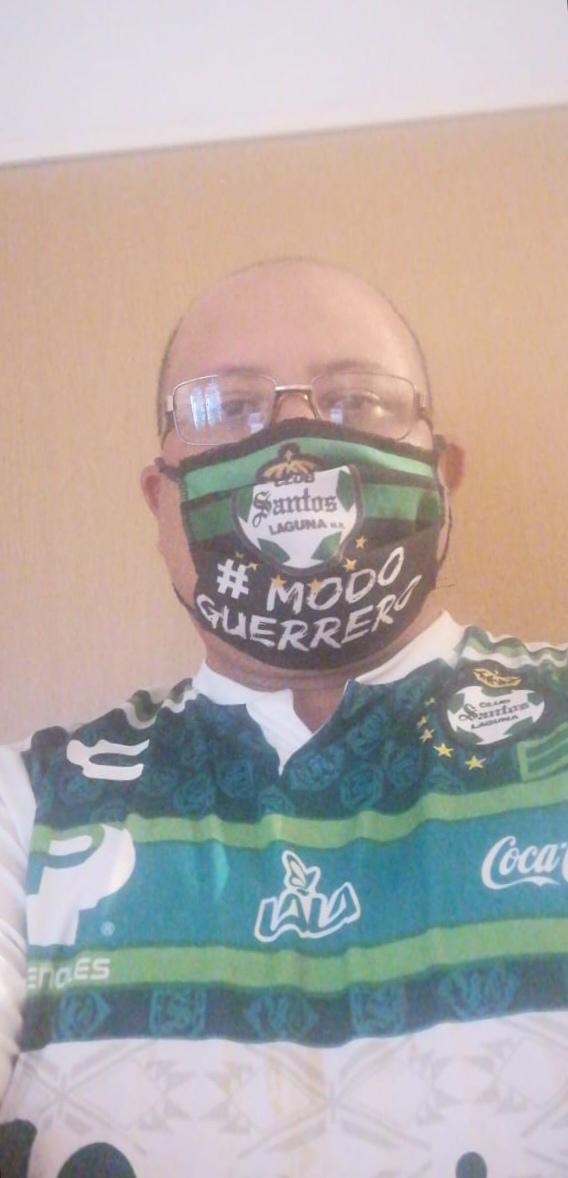 CLUB
Santos
LAGUNA
# MODO
GUERRERO
CLUB
Santos
LAGUNA
LALA
Coca
®